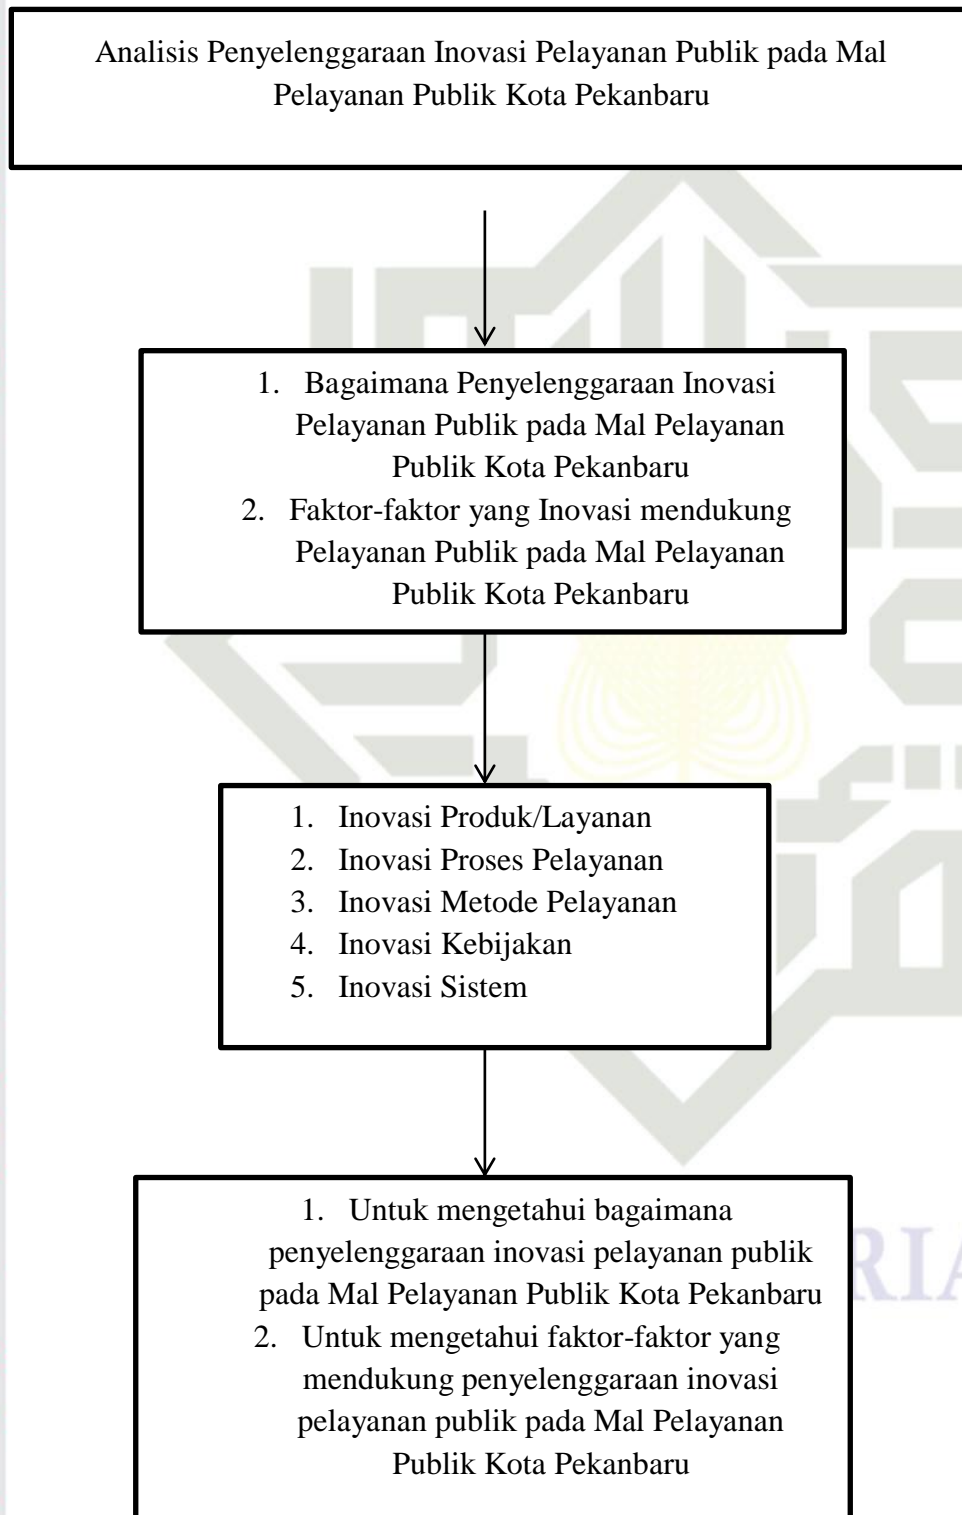 Analisis Penyelenggaraan Inovasi Pelayanan Publik pada Mal
Pelayanan Publik Kota Pekanbaru
1. Bagaimana Penyelenggaraan Inovasi
Pelayanan Publik pada Mal Pelayanan
Publik Kota Pekanbaru
2. Faktor-faktor yang Inovasi mendukung
Pelayanan Publik pada Mal Pelayanan
Publik Kota Pekanbaru
1. Inovasi Produk/Layanan
2. Inovasi Proses Pelayanan
3. Inovasi Metode Pelayanan
4. Inovasi Kebijakan
5. Inovasi Sistem
1. Untuk mengetahui bagaimana
penyelenggaraan inovasi pelayanan publik
pada Mal Pelayanan Publik Kota Pekanbaru
2. Untuk mengetahui faktor-faktor yang
mendukung penyelenggaraan inovasi
pelayanan publik pada Mal Pelayanan
Publik Kota Pekanbaru